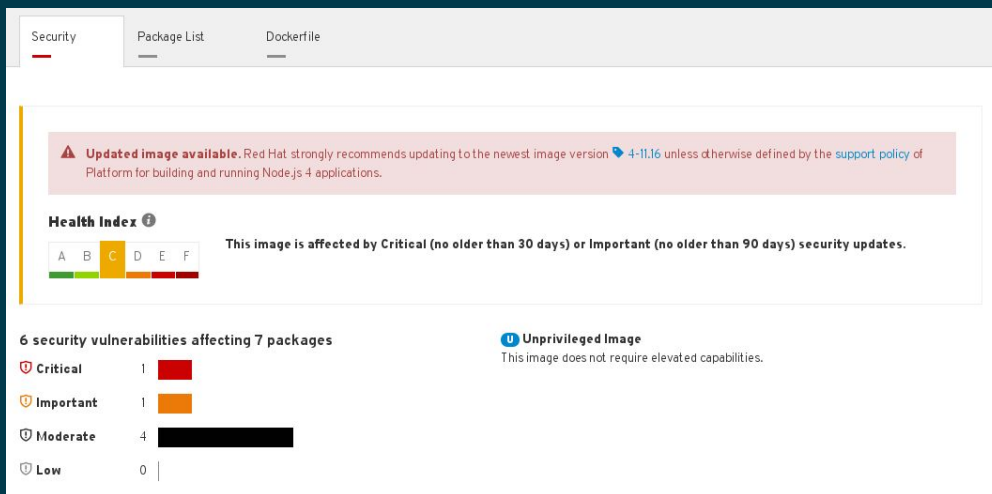 Security Package List Dockerfile
Updated image available. Red Hat strongly recommends updating to the newest image version 4-11.16 unless otherwise defined by the support policy of
Platform for building and running Node.js 4 applications.
Health Index
A B C D E F
This image is affected by Critical (no older than 30 days) or Important (no older than 90 days) security updates.
6 security vulnerabilities affecting 7 packages
Critical 1
Important 1
Moderate 4
Low 0
U Unprivileged Image
This image does not require elevated capabilities.